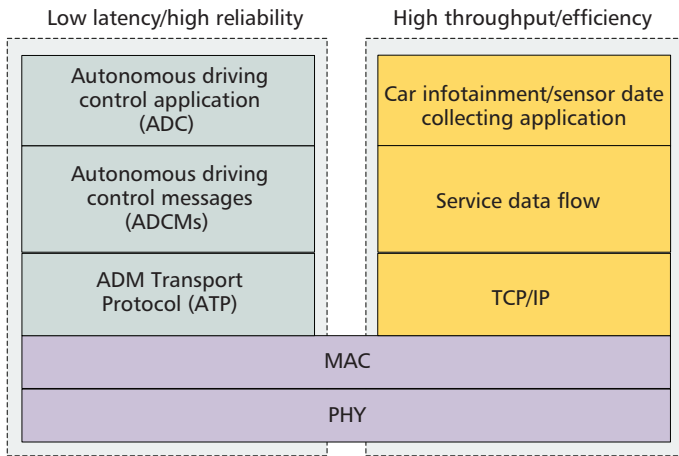 Low latency/high reliability
High throughput/efficiency
Autonomous driving
control application
(ADC)
Car infotainment/sensor date
collecting application
Autonomous driving
control messages
(ADCMs)
Service data flow
ADM Transport
Protocol (ATP)
TCP/IP
MAC
PHY